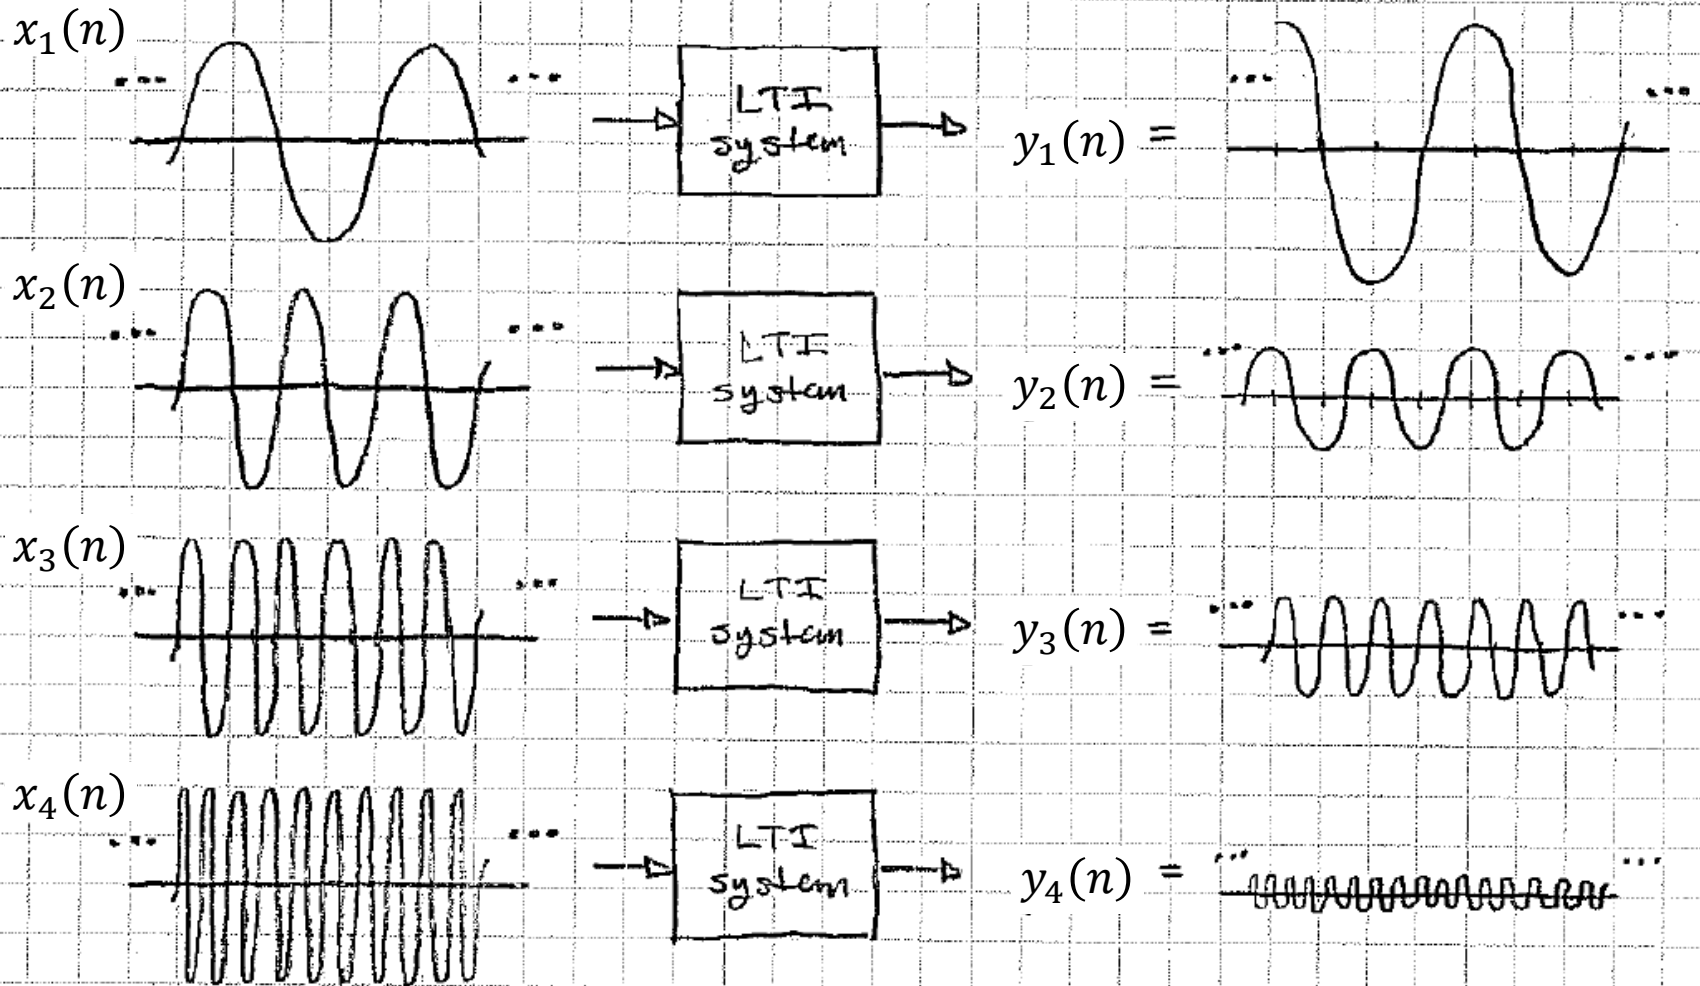 x₁(n)
LTI
system
y₁(n) =
x₂(n)
LTI
system
y₂(n) =
x₃(n)
LTI
system
y₃(n) =
x₄(n)
LTI
system
y₄(n) =